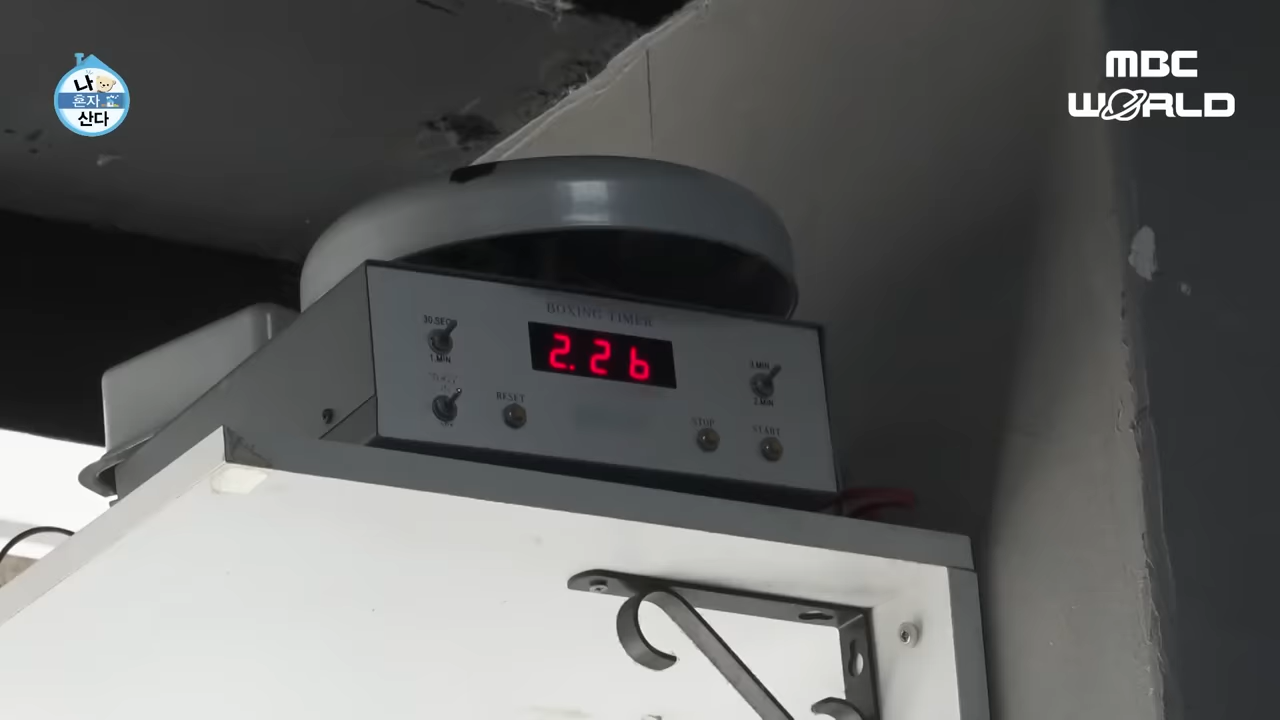 나
혼자
산다
MBC
WORLD
BOXING TIMER
30.SEC
1.MIN
2.26
3.MIN
2.MIN
RESET
STOP
START